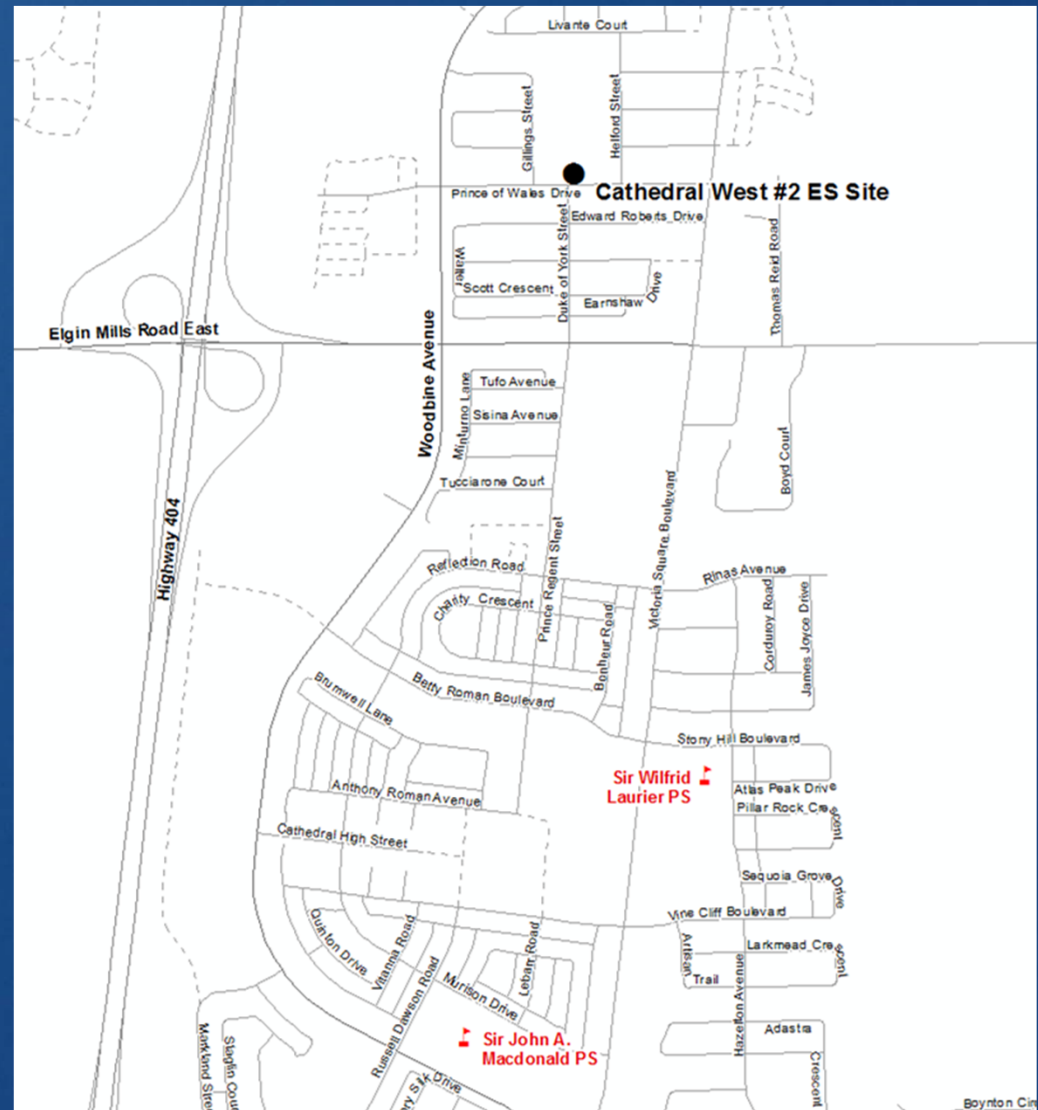 Livante Court
Gillings Street
Helford Street
Cathedral West #2 ES Site
Prince of Wales Drive
Edward Roberts Drive
Duke of York Street
Walter
Scott Crescent
Earnshaw
Drive
Thomas Reid Road
Elgin Mills Road East
Woodbine Avenue
Minturno Lane
Tufo Avenue
Sisina Avenue
Tucciarone Court
Boyd Court
Highway 404
Prince Regent Street
Victoria Square Boulevard
Reflection Road
Charity Crescent
Rinas Avenue
Corduroy Road
James Joyce Drive
Bonheur Road
Betty Roman Boulevard
Brumwell Lane
Stony Hill Boulevard
Sir Wilfrid
Laurier PS
Atlas Peak Drive
Pillar Rock Crescent
Anthony Roman Avenue
Cathedral High Street
Sequoia Grove Drive
Vine Cliff Boulevard
Quinton Drive
Vitanna Road
Lebarr Road
Artisan
Trail
Larkmead Crescent
Hazelton Avenue
Russell Dawson Road
Murison Drive
Sir John A.
Macdonald PS
Adastra
Crescent
Markland
Staglin
Silk Drive
Boynton